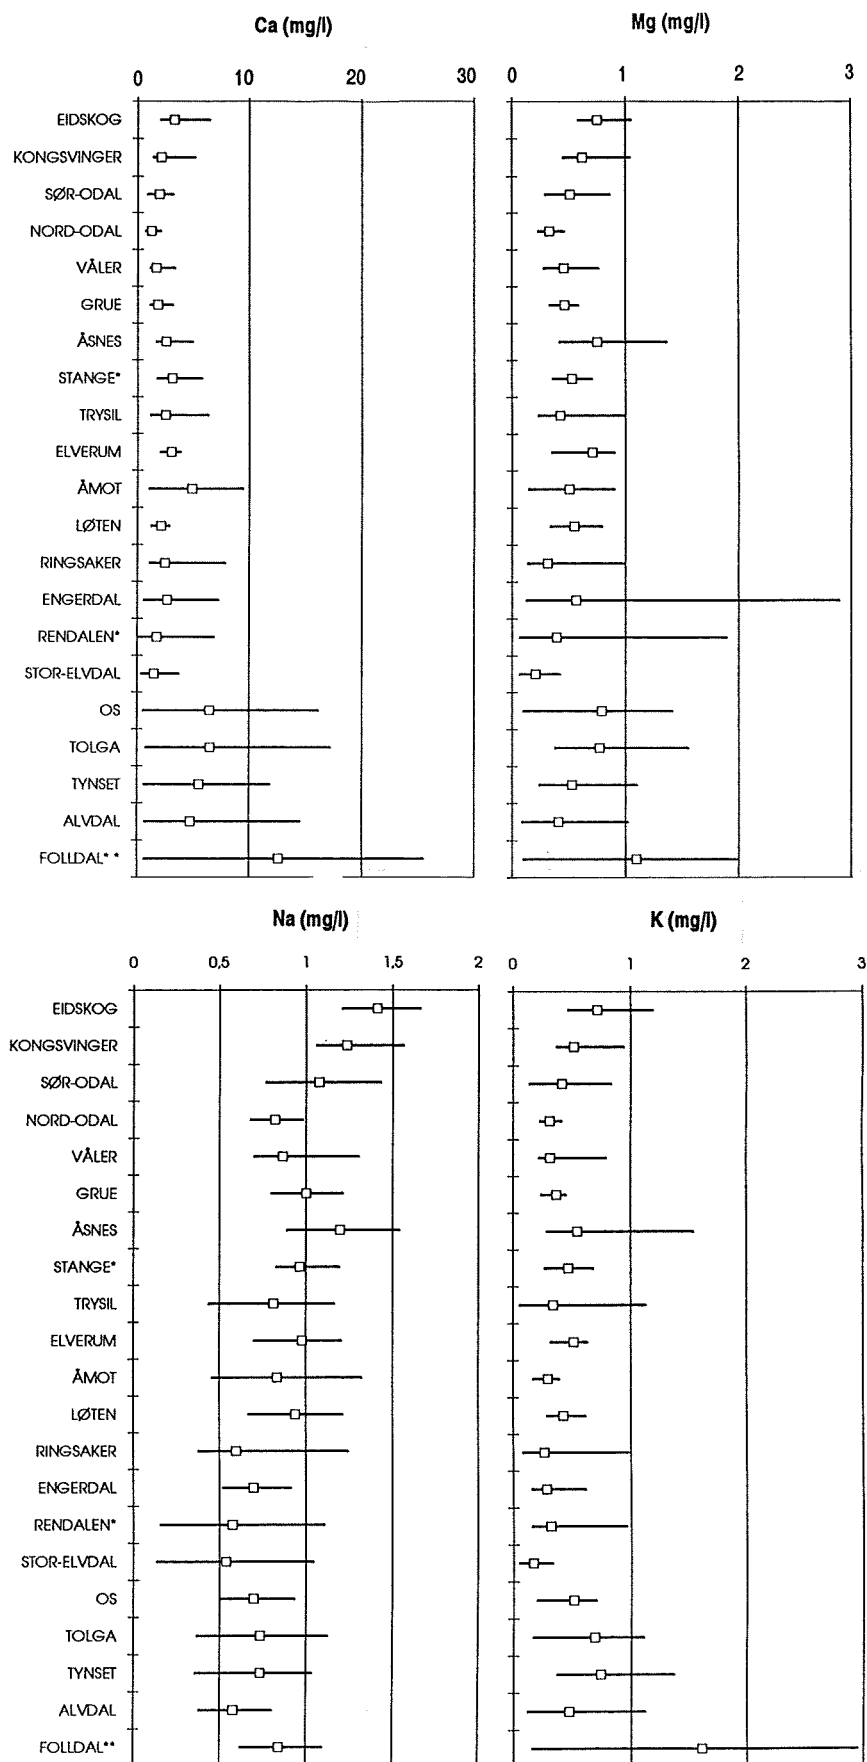 Ca (mg/l)
Mg (mg/l)
0 10 20 30
0 1 2 3
EIDSKOG
KONGSVINGER
SØR-ODAL
NORD-ODAL
VÅLER
GRUE
ÅSNES
STANGE*
TRYSIL
ELVERUM
ÅMOT
LØTEN
RINGSAKER
ENGERDAL
RENDALEN*
STOR-ELVDAL
OS
TOLGA
TYNSET
ALVDAL
FOLLDAL**
Na (mg/l)
K (mg/l)
0 0,5 1 1,5 2
0 1 2 3
EIDSKOG
KONGSVINGER
SØR-ODAL
NORD-ODAL
VÅLER
GRUE
ÅSNES
STANGE*
TRYSIL
ELVERUM
ÅMOT
LØTEN
RINGSAKER
ENGERDAL
RENDALEN*
STOR-ELVDAL
OS
TOLGA
TYNSET
ALVDAL
FOLLDAL**